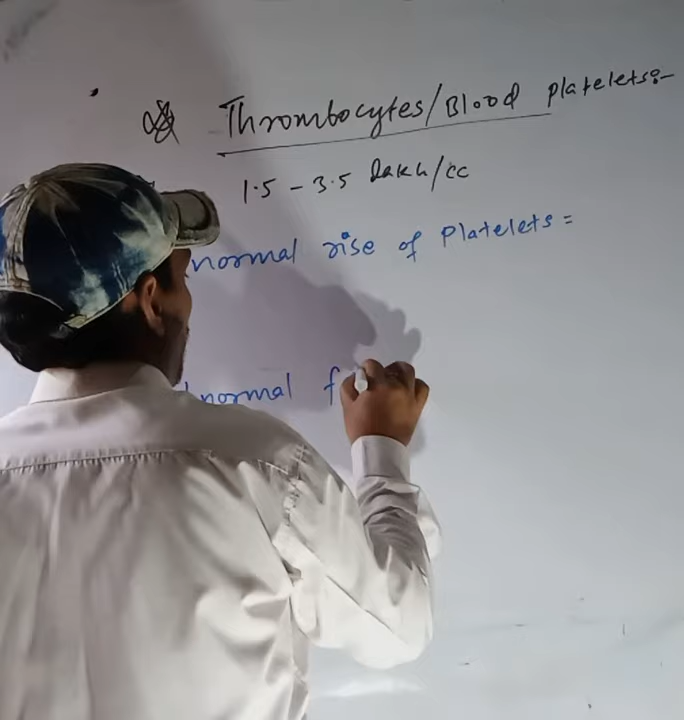 Thrombocytes/Blood platelets:-
1.5 - 3.5 lakh/cc
normal rise of Platelets =
normal f